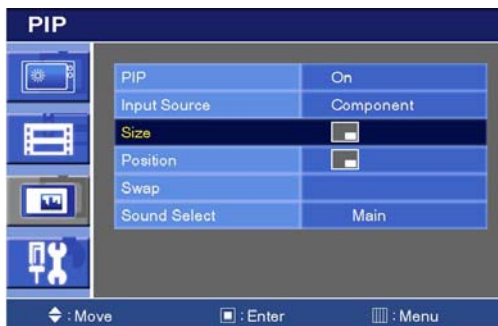 PIP
PIP On
Input Source Component
Size
Position
Swap
Sound Select Main
: Move : Enter : Menu